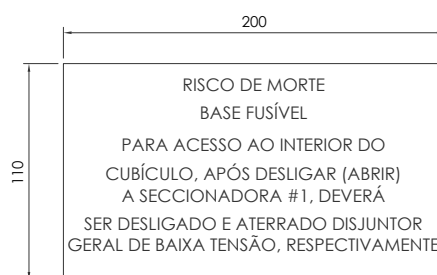 200
110
RISCO DE MORTE
BASE FUSÍVEL
PARA ACESSO AO INTERIOR DO
CUBÍCULO, APÓS DESLIGAR (ABRIR)
A SECCIONADORA #1, DEVERÁ
SER DESLIGADO E ATERRADO DISJUNTOR
GERAL DE BAIXA TENSÃO, RESPECTIVAMENTE